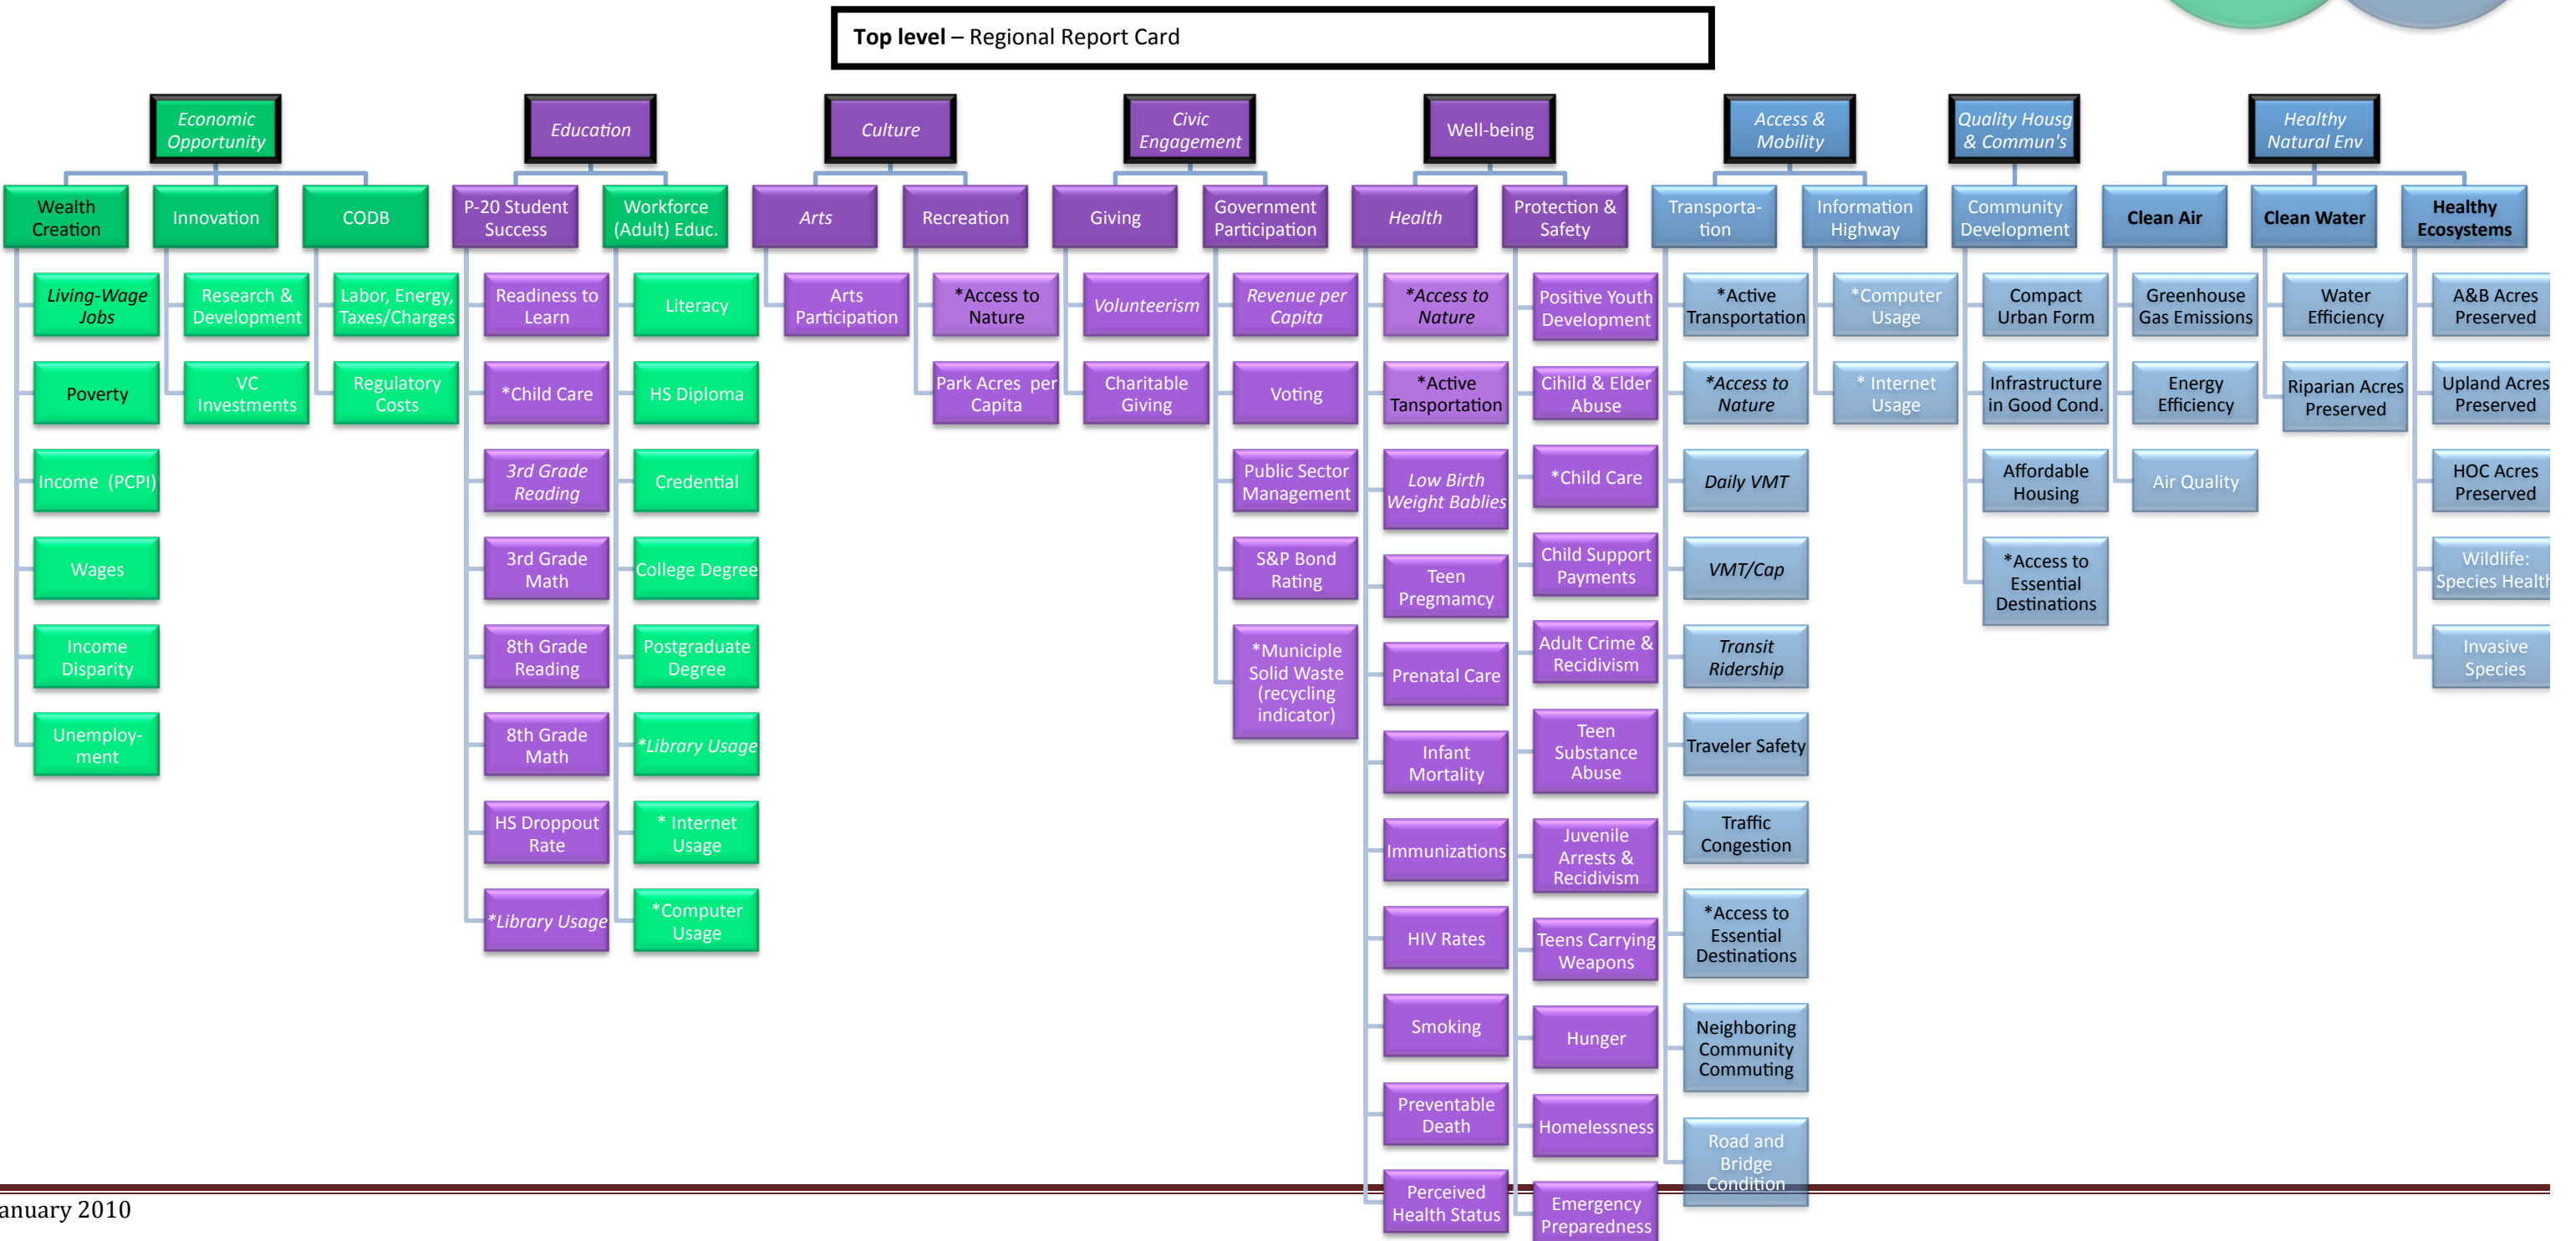 Top level – Regional Report Card
Economic
Opportunity
Education
Culture
Civic
Engagement
Well-being
Access &
Mobility
Quality Housg
& Commun's
Healthy
Natural Env
Wealth
Creation
Innovation
CODB
P-20 Student
Success
Workforce
(Adult) Educ.
Arts
Recreation
Giving
Government
Participation
Health
Protection &
Safety
Transporta-
tion
Information
Highway
Community
Development
Clean Air
Clean Water
Healthy
Ecosystems
Living-Wage
Jobs
Poverty
Income (PCPI)
Wages
Income
Disparity
Unemploy-
ment
Research &
Development
VC
Investments
Labor, Energy,
Taxes/Charges
Regulatory
Costs
Readiness to
Learn
*Child Care
3rd Grade
Reading
3rd Grade
Math
8th Grade
Reading
8th Grade
Math
HS Droppout
Rate
*Library Usage
Literacy
HS Diploma
Credential
College Degree
Postgraduate
Degree
*Library Usage
* Internet
Usage
*Computer
Usage
Arts
Participation
*Access to
Nature
Park Acres per
Capita
Volunteerism
Charitable
Giving
Revenue per
Capita
Voting
Public Sector
Management
S&P Bond
Rating
*Municiple
Solid Waste
(recycling
indicator)
*Access to
Nature
*Active
Tansportation
Low Birth
Weight Bablies
Teen
Pregmamcy
Prenatal Care
Infant
Mortality
Immunizations
HIV Rates
Smoking
Preventable
Death
Perceived
Health Status
Positive Youth
Development
Cihild & Elder
Abuse
*Child Care
Child Support
Payments
Adult Crime &
Recidivism
Teen
Substance
Abuse
Juvenile
Arrests &
Recidivism
Teens Carrying
Weapons
Hunger
Homelessness
Emergency
Preparedness
*Active
Transportation
*Access to
Nature
Daily VMT
VMT/Cap
Transit
Ridership
Traveler Safety
Traffic
Congestion
*Access to
Essential
Destinations
Neighboring
Community
Commuting
Road and
Bridge
Condition
*Computer
Usage
* Internet
Usage
Compact
Urban Form
Infrastructure
in Good Cond.
Affordable
Housing
*Access to
Essential
Destinations
Greenhouse
Gas Emissions
Energy
Efficiency
Air Quality
Water
Efficiency
Riparian Acres
Preserved
A&B Acres
Preserved
Upland Acres
Preserved
HOC Acres
Preserved
Wildlife:
Species Health
Invasive
Species
anuary 2010